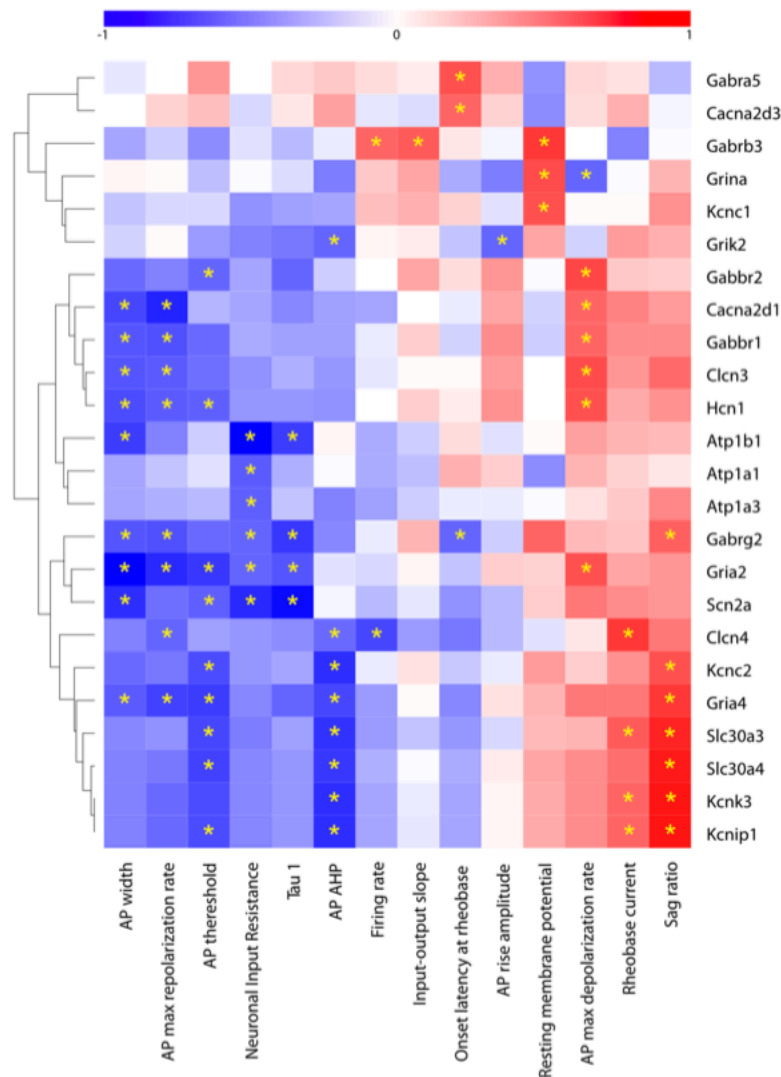 -1 0 1
Gabra5
Cacna2d3
Gabrb3
Grina
Kcnc1
Grik2
Gabbr2
Cacna2d1
Gabbr1
Clcn3
Hcn1
Atp1b1
Atp1a1
Atp1a3
Gabrg2
Gria2
Scn2a
Clcn4
Kcnc2
Gria4
Slc30a3
Slc30a4
Kcnk3
Kcnip1
AP width
AP max repolarization rate
AP thereshold
Neuronal Input Resistance
Tau 1
AP AHP
Firing rate
Input-output slope
Onset latency at rheobase
AP rise amplitude
Resting membrane potential
AP max depolarization rate
Rheobase current
Sag ratio